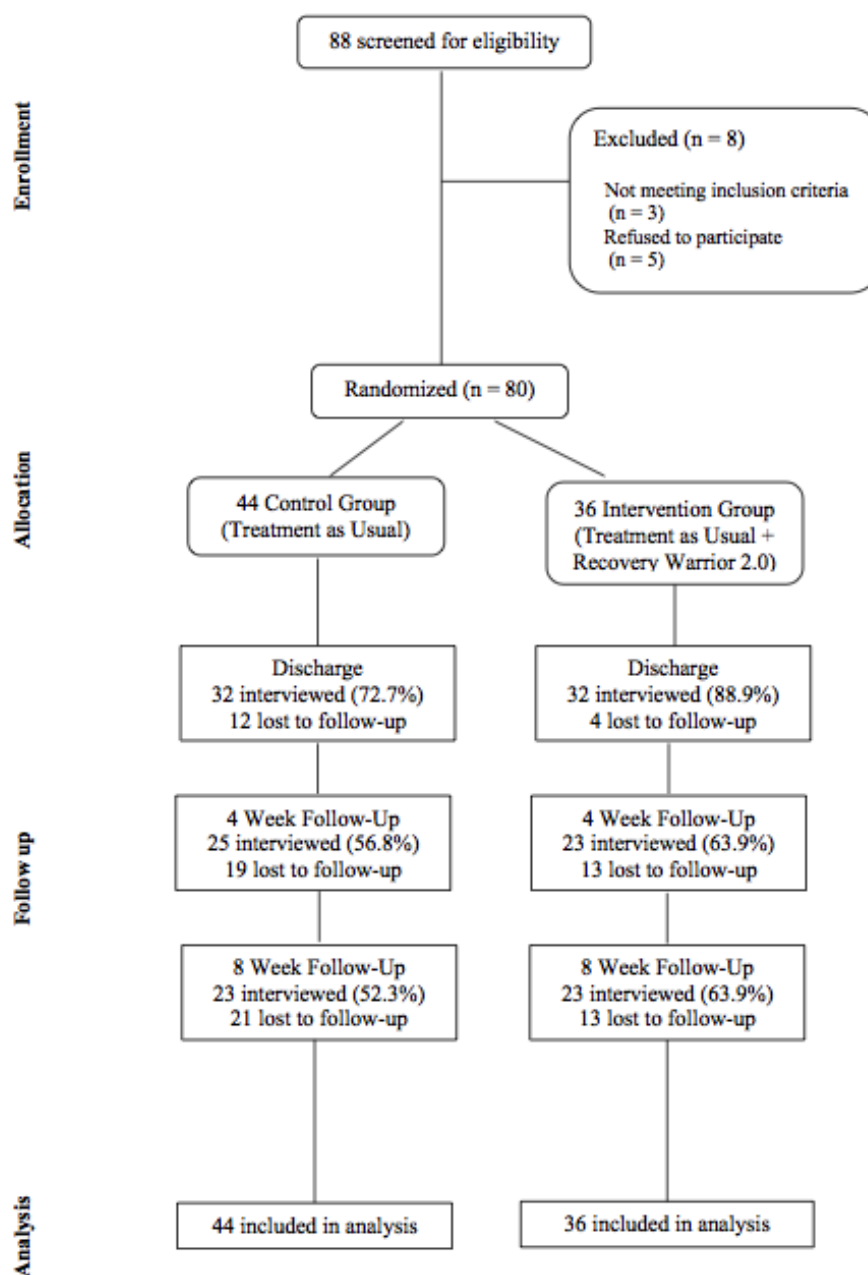 88 screened for eligibility
Enrollment
Excluded (n = 8)
Not meeting inclusion criteria
(n = 3)
Refused to participate
(n = 5)
Randomized (n = 80)
Allocation
44 Control Group
(Treatment as Usual)
36 Intervention Group
(Treatment as Usual +
Recovery Warrior 2.0)
Follow up
Discharge
32 interviewed (72.7%)
12 lost to follow-up
Discharge
32 interviewed (88.9%)
4 lost to follow-up
4 Week Follow-Up
25 interviewed (56.8%)
19 lost to follow-up
4 Week Follow-Up
23 interviewed (63.9%)
13 lost to follow-up
8 Week Follow-Up
23 interviewed (52.3%)
21 lost to follow-up
8 Week Follow-Up
23 interviewed (63.9%)
13 lost to follow-up
Analysis
44 included in analysis
36 included in analysis